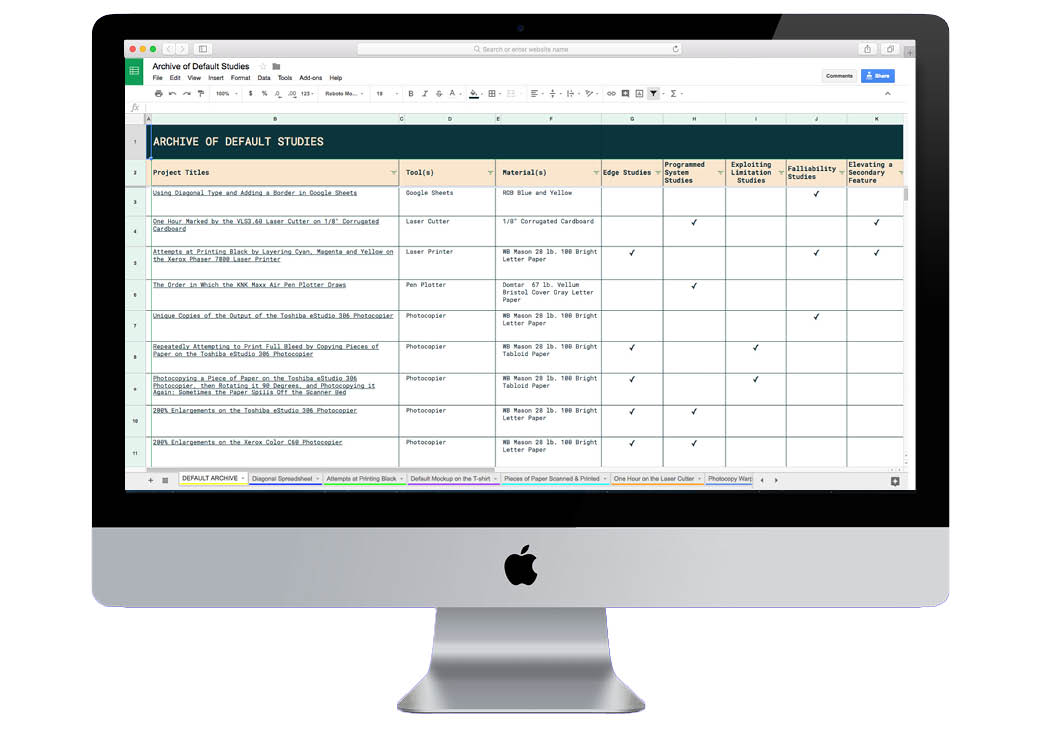 Search or enter website name
Archive of Default Studies
File Edit View Insert Format Data Tools Add-ons Help
Comments
Share
100% $ % .0 .00 123 Roboto Mo... 18 B I S A
fx
A B C D E F G H I J K
1 ARCHIVE OF DEFAULT STUDIES
2 Project Titles Tool(s) Material(s) Edge Studies Programmed System Studies Exploiting Limitation Studies Falliability Studies Elevating a Secondary Feature
3 Using Diagonal Type and Adding a Border in Google Sheets Google Sheets RGB Blue and Yellow ✓
4 One Hour Marked by the VLS3.60 Laser Cutter on 1/8" Corrugated
Cardboard Laser Cutter 1/8" Corrugated Cardboard ✓ ✓
5 Attempts at Printing Black by Layering Cyan, Magenta and Yellow on
the Xerox Phaser 7800 Laser Printer Laser Printer WB Mason 28 lb. 100 Bright
Letter Paper ✓ ✓ ✓
6 The Order in Which the KNK Maxx Air Pen Plotter Draws Pen Plotter Domtar 67 lb. Vellum
Bristol Cover Gray Letter
Paper ✓
7 Unique Copies of the Output of the Toshiba eStudio 306 Photocopier Photocopier WB Mason 28 lb. 100 Bright
Letter Paper ✓
8 Repeatedly Attempting to Print Full Bleed by Copying Pieces of
Paper on the Toshiba eStudio 306 Photocopier Photocopier WB Mason 28 lb. 100 Bright
Tabloid Paper ✓ ✓
9 Photocopying a Piece of Paper on the Toshiba eStudio 306
Photocopier, then Rotating it 90 Degrees, and Photocopying it
Again; Sometimes the Paper Spills Off the Scanner Bed Photocopier WB Mason 28 lb. 100 Bright
Tabloid Paper ✓ ✓
10 200% Enlargements on the Toshiba eStudio 306 Photocopier Photocopier WB Mason 28 lb. 100 Bright
Letter Paper ✓ ✓
11 200% Enlargements on the Xerox Color C60 Photocopier Photocopier WB Mason 28 lb. 100 Bright
Letter Paper ✓ ✓
DEFAULT ARCHIVE Diagonal Spreadsheet Attempts at Printing Black Default Mockup on the T-shirt Pieces of Paper Scanned & Printed One Hour on the Laser Cutter Photocopy Warp